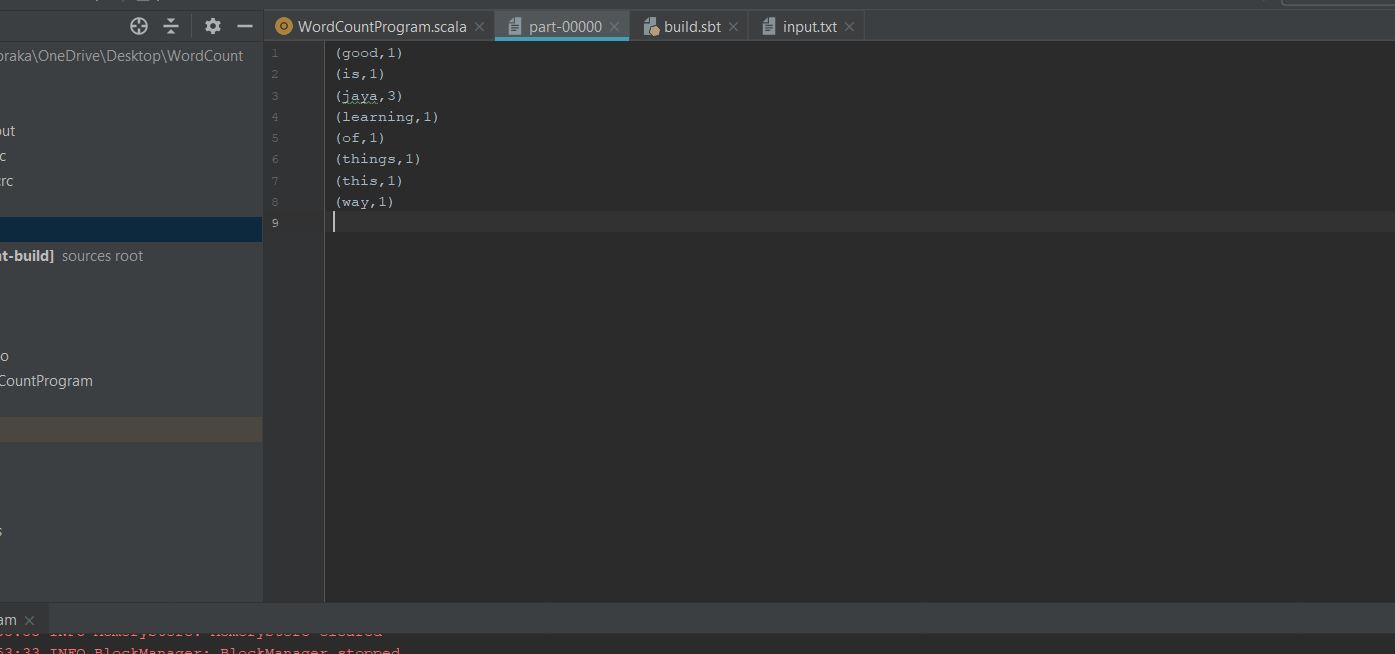 WordCountProgram.scala part-00000 build.sbt input.txt
oraka\OneDrive\Desktop\WordCount
1 (good,1)
2 (is,1)
3 (jaya,3)
4 (learning,1)
5 (of,1)
6 (things,1)
7 (this,1)
8 (way,1)
9
out
c
rc
nt-build] sources root
o
CountProgram
s
am
INFO MemoryStore: MemoryStore cleared
53:33 INFO BlockManager: BlockManager stopped